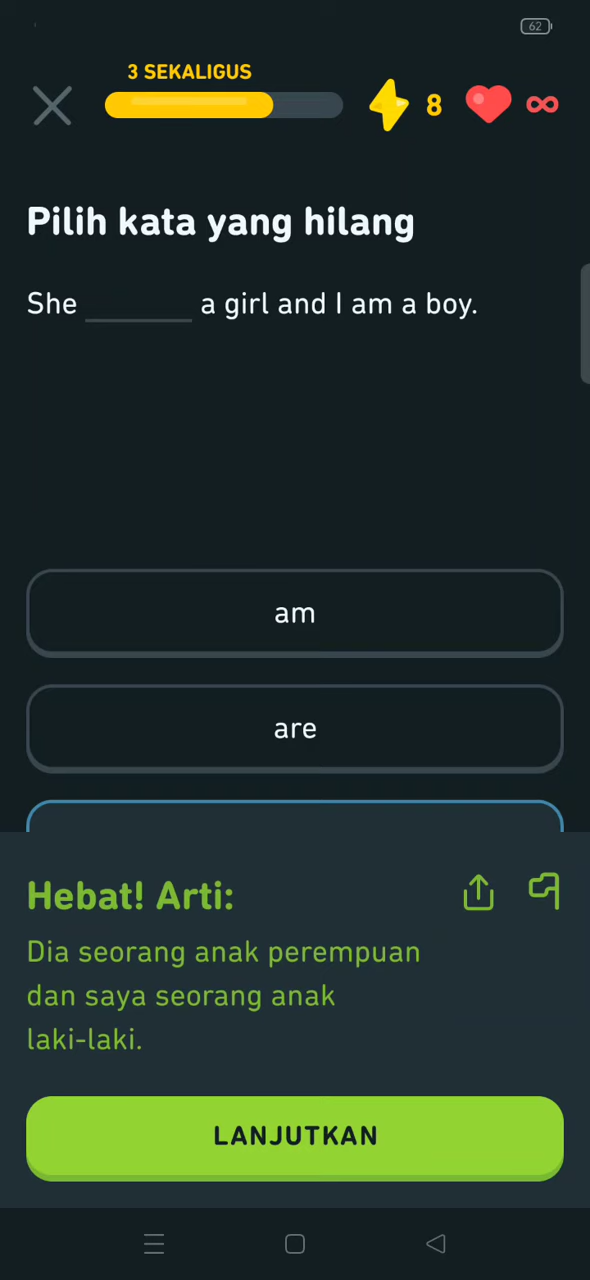 62
3 SEKALIGUS
8 ∞
Pilih kata yang hilang
She ______ a girl and I am a boy.
am
are
Hebat! Arti:
Dia seorang anak perempuan
dan saya seorang anak
laki-laki.
LANJUTKAN